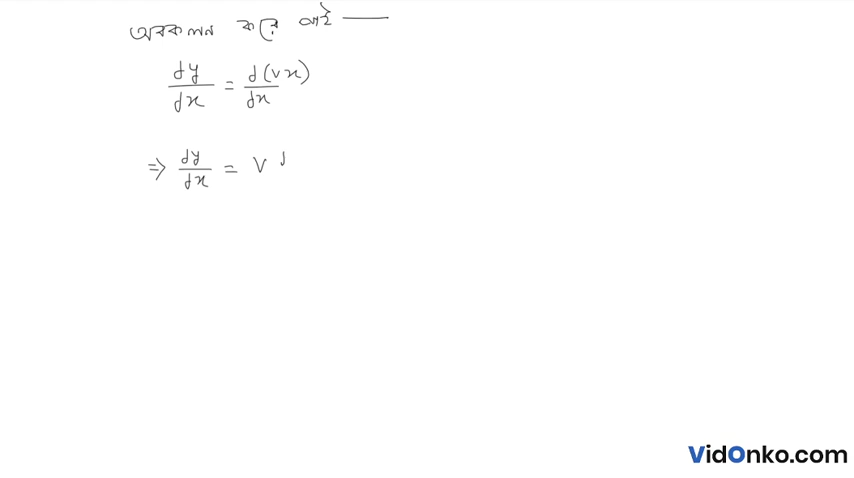 অবকলন করে পাই —
dy/dx = d(vx)/dx
⇒ dy/dx = v
VidOnko.com